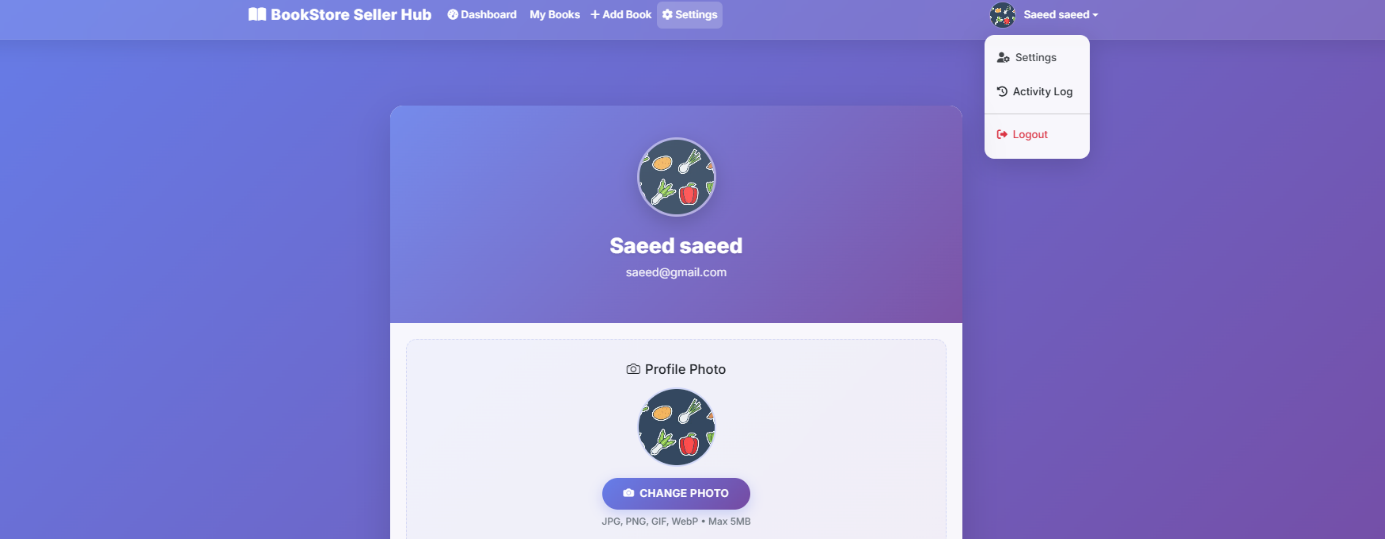 BookStore Seller Hub Dashboard My Books + Add Book Settings Saeed saeed
Settings
Activity Log
Logout
Saeed saeed
saeed@gmail.com
Profile Photo
CHANGE PHOTO
JPG, PNG, GIF, WebP • Max 5MB